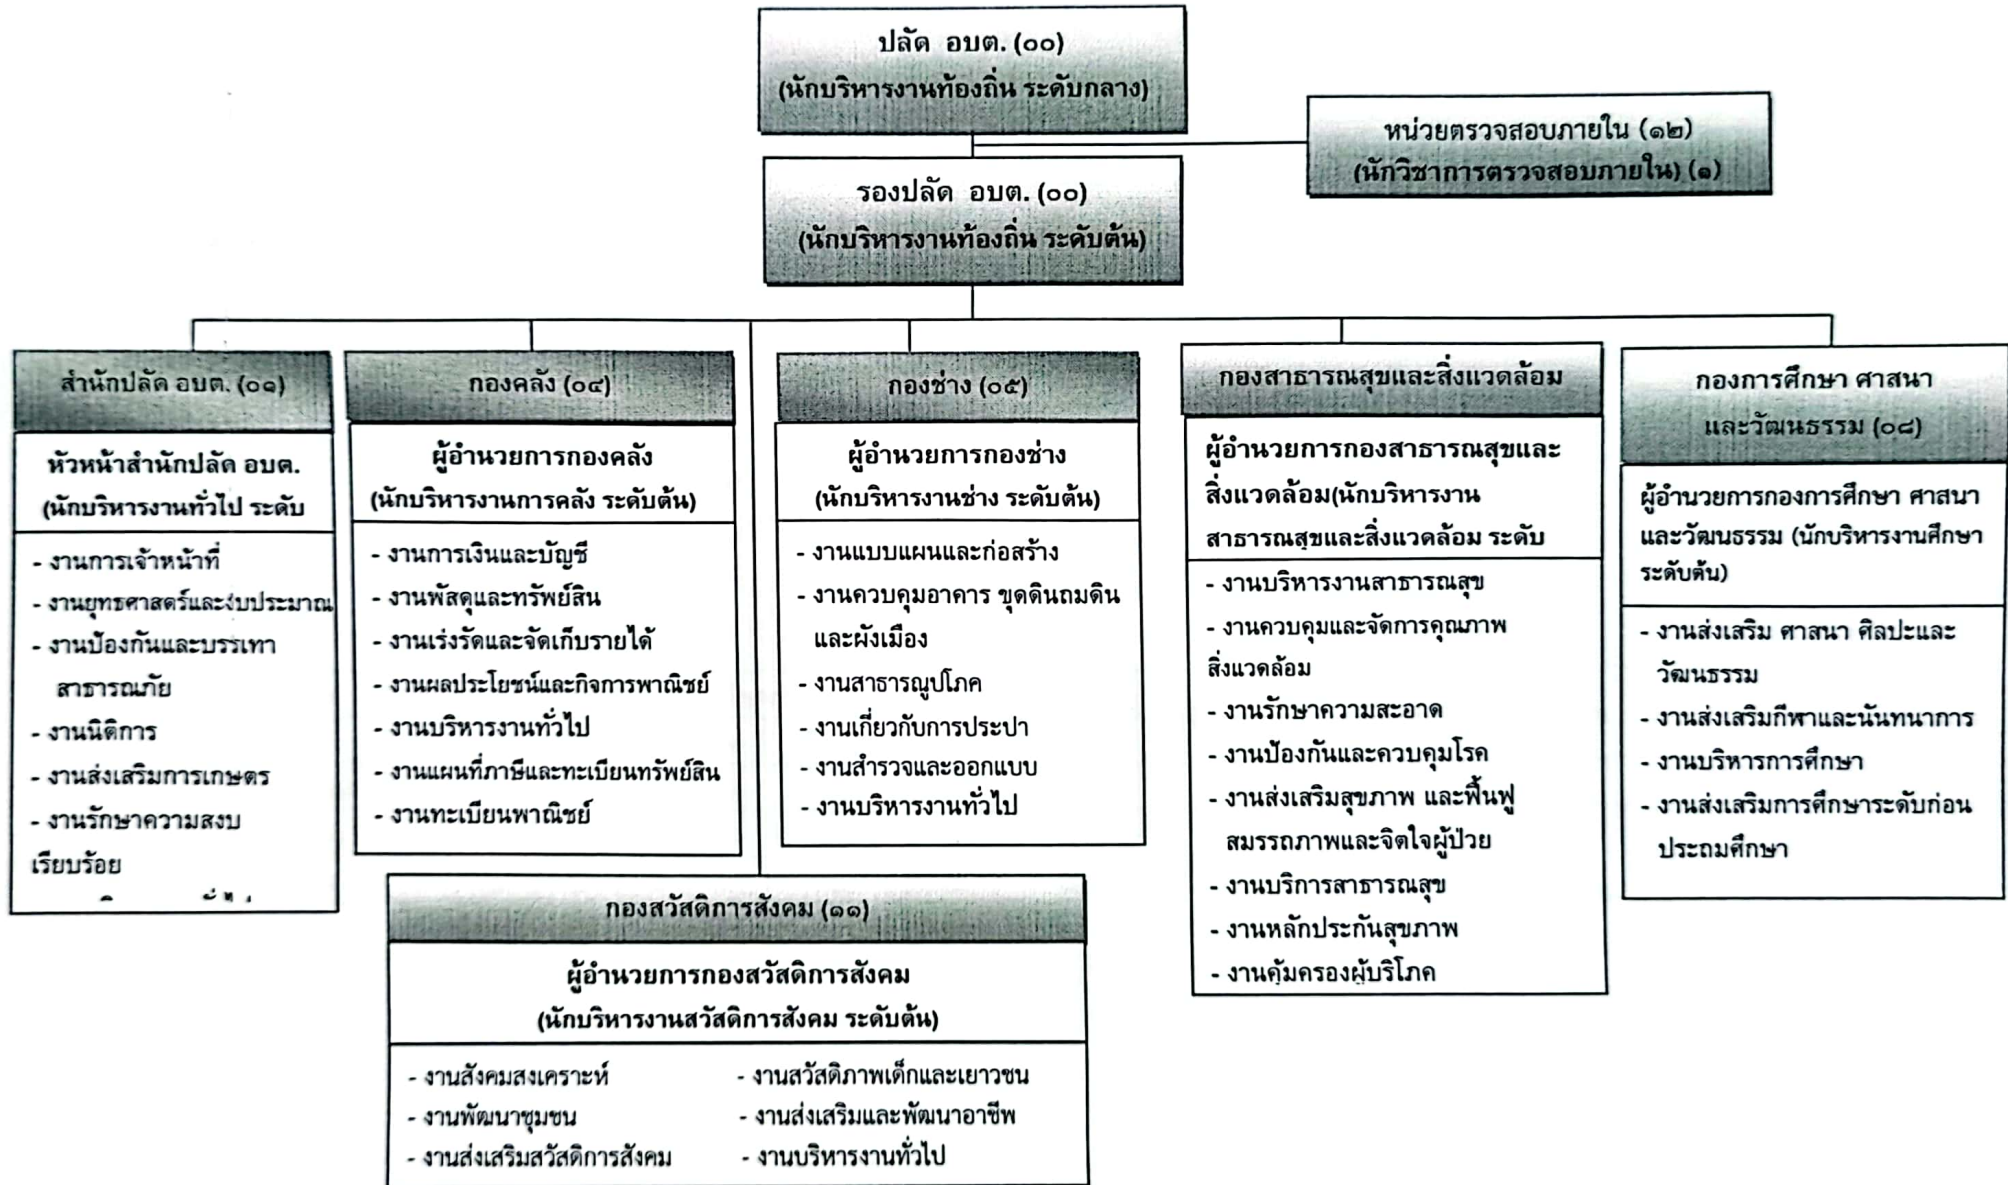 ปลัด อบต. (๐๐)
(นักบริหารงานท้องถิ่น ระดับกลาง)
หน่วยตรวจสอบภายใน (๑๒)
(นักวิชาการตรวจสอบภายใน) (๑)
รองปลัด อบต. (๐๐)
(นักบริหารงานท้องถิ่น ระดับต้น)
สำนักปลัด อบต. (๐๑)
หัวหน้าสำนักปลัด อบต.
(นักบริหารงานทั่วไป ระดับ
- งานการเจ้าหน้าที่
- งานยุทธศาสตร์และงบประมาณ
- งานป้องกันและบรรเทา
สาธารณภัย
- งานนิติการ
- งานส่งเสริมการเกษตร
- งานรักษาความสงบ
เรียบร้อย
กองคลัง (๐๔)
ผู้อำนวยการกองคลัง
(นักบริหารงานการคลัง ระดับต้น)
- งานการเงินและบัญชี
- งานพัสดุและทรัพย์สิน
- งานเร่งรัดและจัดเก็บรายได้
- งานผลประโยชน์และกิจการพาณิชย์
- งานบริหารงานทั่วไป
- งานแผนที่ภาษีและทะเบียนทรัพย์สิน
- งานทะเบียนพาณิชย์
กองช่าง (๐๕)
ผู้อำนวยการกองช่าง
(นักบริหารงานช่าง ระดับต้น)
- งานแบบแผนและก่อสร้าง
- งานควบคุมอาคาร ขุดดินถมดิน
และผังเมือง
- งานสาธารณูปโภค
- งานเกี่ยวกับการประปา
- งานสำรวจและออกแบบ
- งานบริหารงานทั่วไป
กองสาธารณสุขและสิ่งแวดล้อม
ผู้อำนวยการกองสาธารณสุขและ
สิ่งแวดล้อม(นักบริหารงาน
สาธารณสุขและสิ่งแวดล้อม ระดับ
- งานบริหารงานสาธารณสุข
- งานควบคุมและจัดการคุณภาพ
สิ่งแวดล้อม
- งานรักษาความสะอาด
- งานป้องกันและควบคุมโรค
- งานส่งเสริมสุขภาพ และฟื้นฟู
สมรรถภาพและจิตใจผู้ป่วย
- งานบริการสาธารณสุข
- งานหลักประกันสุขภาพ
- งานคุ้มครองผู้บริโภค
กองการศึกษา ศาสนา
และวัฒนธรรม (๐๘)
ผู้อำนวยการกองการศึกษา ศาสนา
และวัฒนธรรม (นักบริหารงานศึกษา
ระดับต้น)
- งานส่งเสริม ศาสนา ศิลปะและ
วัฒนธรรม
- งานส่งเสริมกีฬาและนันทนาการ
- งานบริหารการศึกษา
- งานส่งเสริมการศึกษาระดับก่อน
ประถมศึกษา
กองสวัสดิการสังคม (๑๑)
ผู้อำนวยการกองสวัสดิการสังคม
(นักบริหารงานสวัสดิการสังคม ระดับต้น)
- งานสังคมสงเคราะห์
- งานพัฒนาชุมชน
- งานส่งเสริมสวัสดิการสังคม
- งานสวัสดิภาพเด็กและเยาวชน
- งานส่งเสริมและพัฒนาอาชีพ
- งานบริหารงานทั่วไป